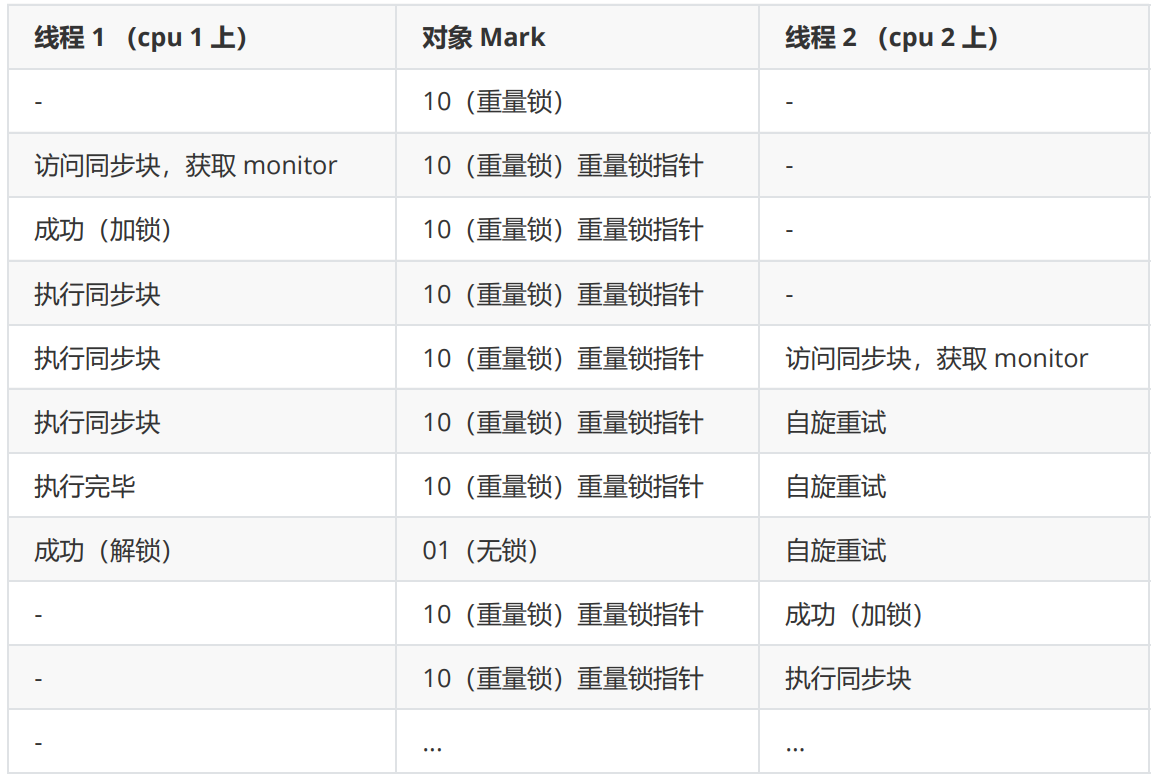 线程 1 （cpu 1 上） 对象 Mark 线程 2 （cpu 2 上）
- 10（重量锁） -
访问同步块，获取 monitor 10（重量锁）重量锁指针 -
成功（加锁） 10（重量锁）重量锁指针 -
执行同步块 10（重量锁）重量锁指针 -
执行同步块 10（重量锁）重量锁指针 访问同步块，获取 monitor
执行同步块 10（重量锁）重量锁指针 自旋重试
执行完毕 10（重量锁）重量锁指针 自旋重试
成功（解锁） 01（无锁） 自旋重试
- 10（重量锁）重量锁指针 成功（加锁）
- 10（重量锁）重量锁指针 执行同步块
- ... ...